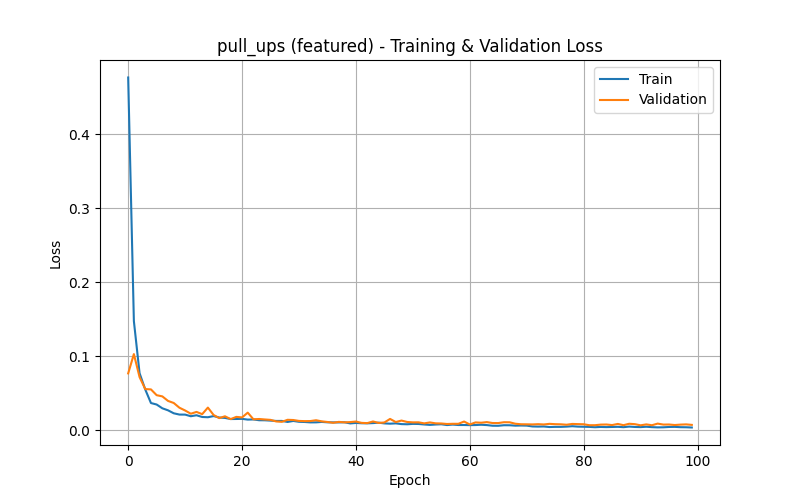 pull_ups (featured) - Training & Validation Loss
Train
Validation
Loss
0.4
0.3
0.2
0.1
0.0
0 20 40 60 80 100
Epoch